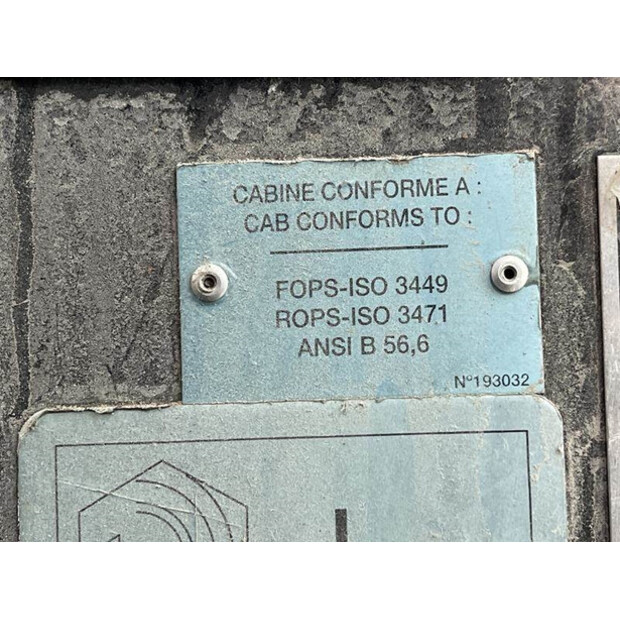 CABINE CONFORME A :
CAB CONFORMS TO :
FOPS-ISO 3449
ROPS-ISO 3471
ANSI B 56,6
N°193032